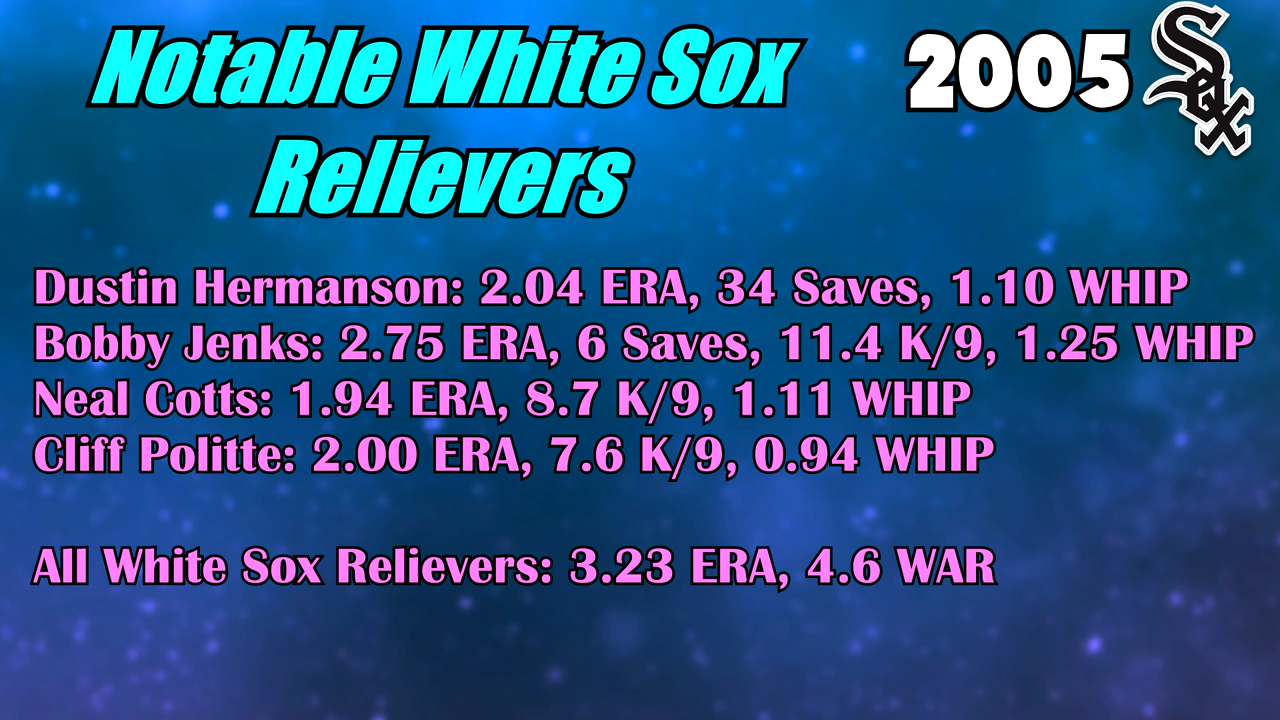 Notable White Sox
Relievers
2005
Sox
Dustin Hermanson: 2.04 ERA, 34 Saves, 1.10 WHIP
Bobby Jenks: 2.75 ERA, 6 Saves, 11.4 K/9, 1.25 WHIP
Neal Cotts: 1.94 ERA, 8.7 K/9, 1.11 WHIP
Cliff Politte: 2.00 ERA, 7.6 K/9, 0.94 WHIP
All White Sox Relievers: 3.23 ERA, 4.6 WAR